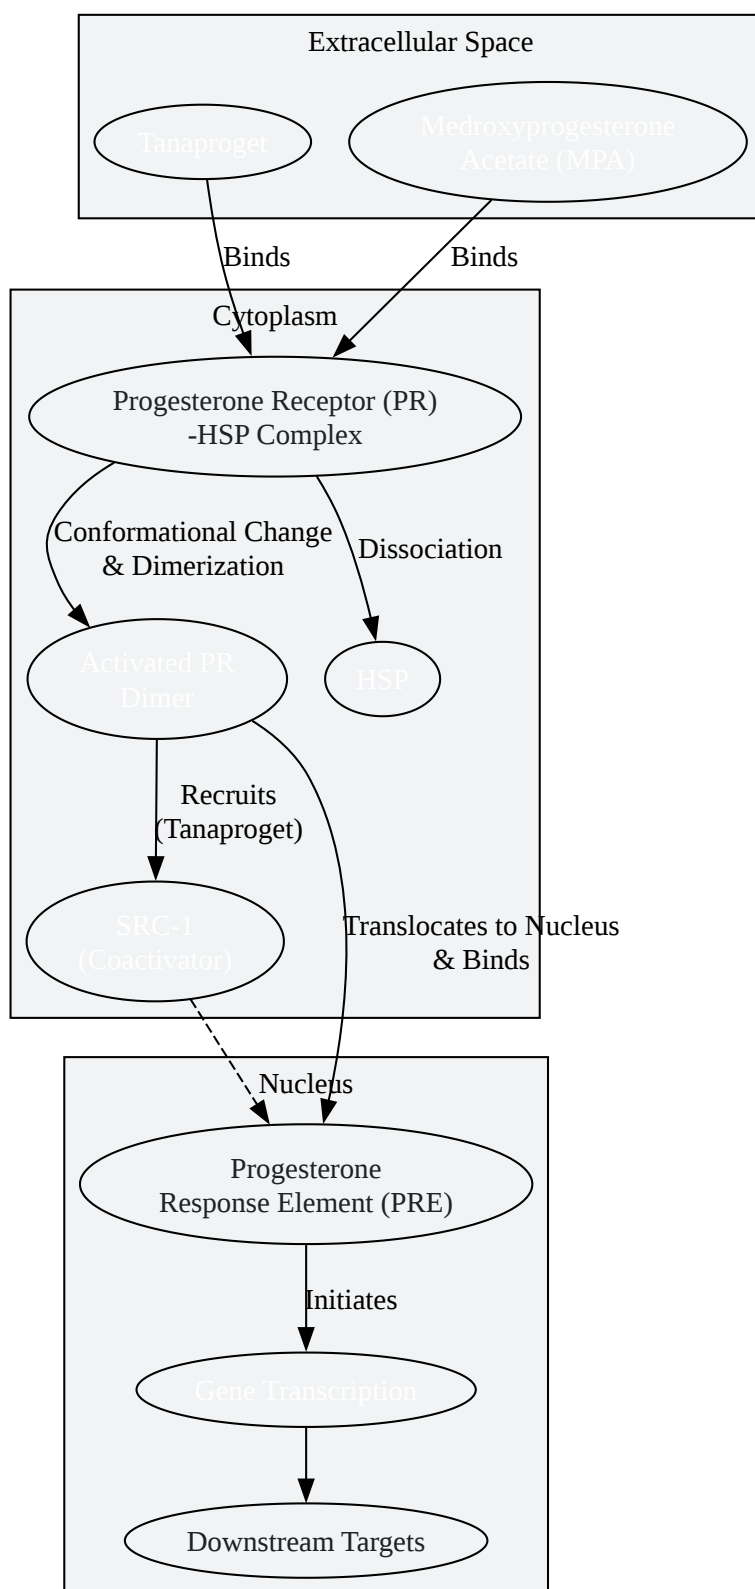 Extracellular Space
Tanaproget
Medroxyprogesterone
Acetate (MPA)
Binds
Binds
Cytoplasm
Progesterone Receptor (PR)
-HSP Complex
Conformational Change
& Dimerization
Dissociation
Activated PR
Dimer
HSP
Recruits
(Tanaproget)
SRC-1
(Coactivator)
Translocates to Nucleus
& Binds
Nucleus
Progesterone
Response Element (PRE)
Initiates
Gene Transcription
Downstream Targets